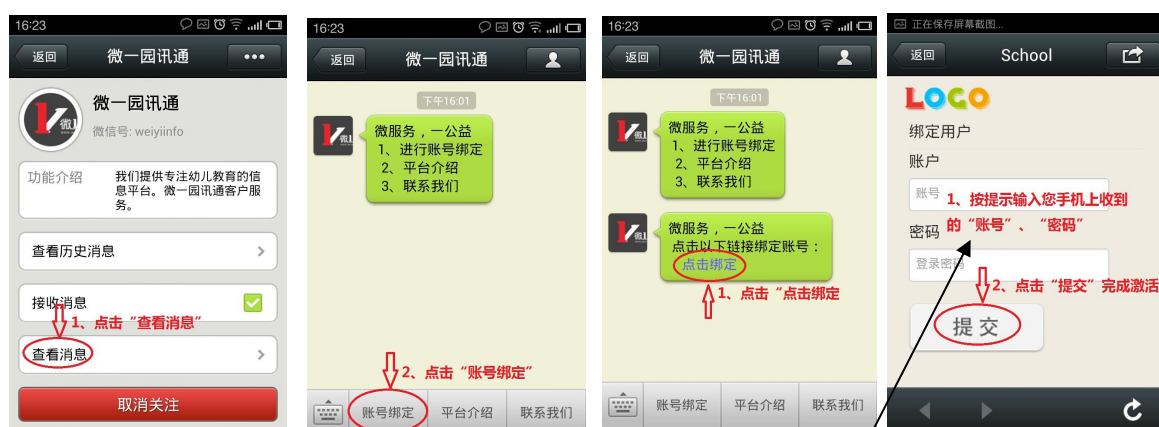 16:23
返回
微一园讯通
微1
微一园讯通
微信号: weiyiinfo
功能介绍
我们提供专注幼儿教育的信
息平台。微一园讯通客户服
务。
查看历史消息
接收消息
1、点击“查看消息”
查看消息
取消关注
16:23
返回
微一园讯通
下午16:01
微1
微服务，一公益
1、进行账号绑定
2、平台介绍
3、联系我们
2、点击“账号绑定”
账号绑定
平台介绍
联系我们
16:23
返回
微一园讯通
下午16:01
微1
微服务，一公益
1、进行账号绑定
2、平台介绍
3、联系我们
微1
微服务，一公益
点击以下链接绑定账号：
点击绑定
1、点击“点击绑定
账号绑定
平台介绍
联系我们
正在保存屏幕截图...
返回
School
LOGO
绑定用户
账户
账号
1、按提示输入您手机上收到
的“账号”、“密码”
密码
登录密码
2、点击“提交”完成激活
提 交